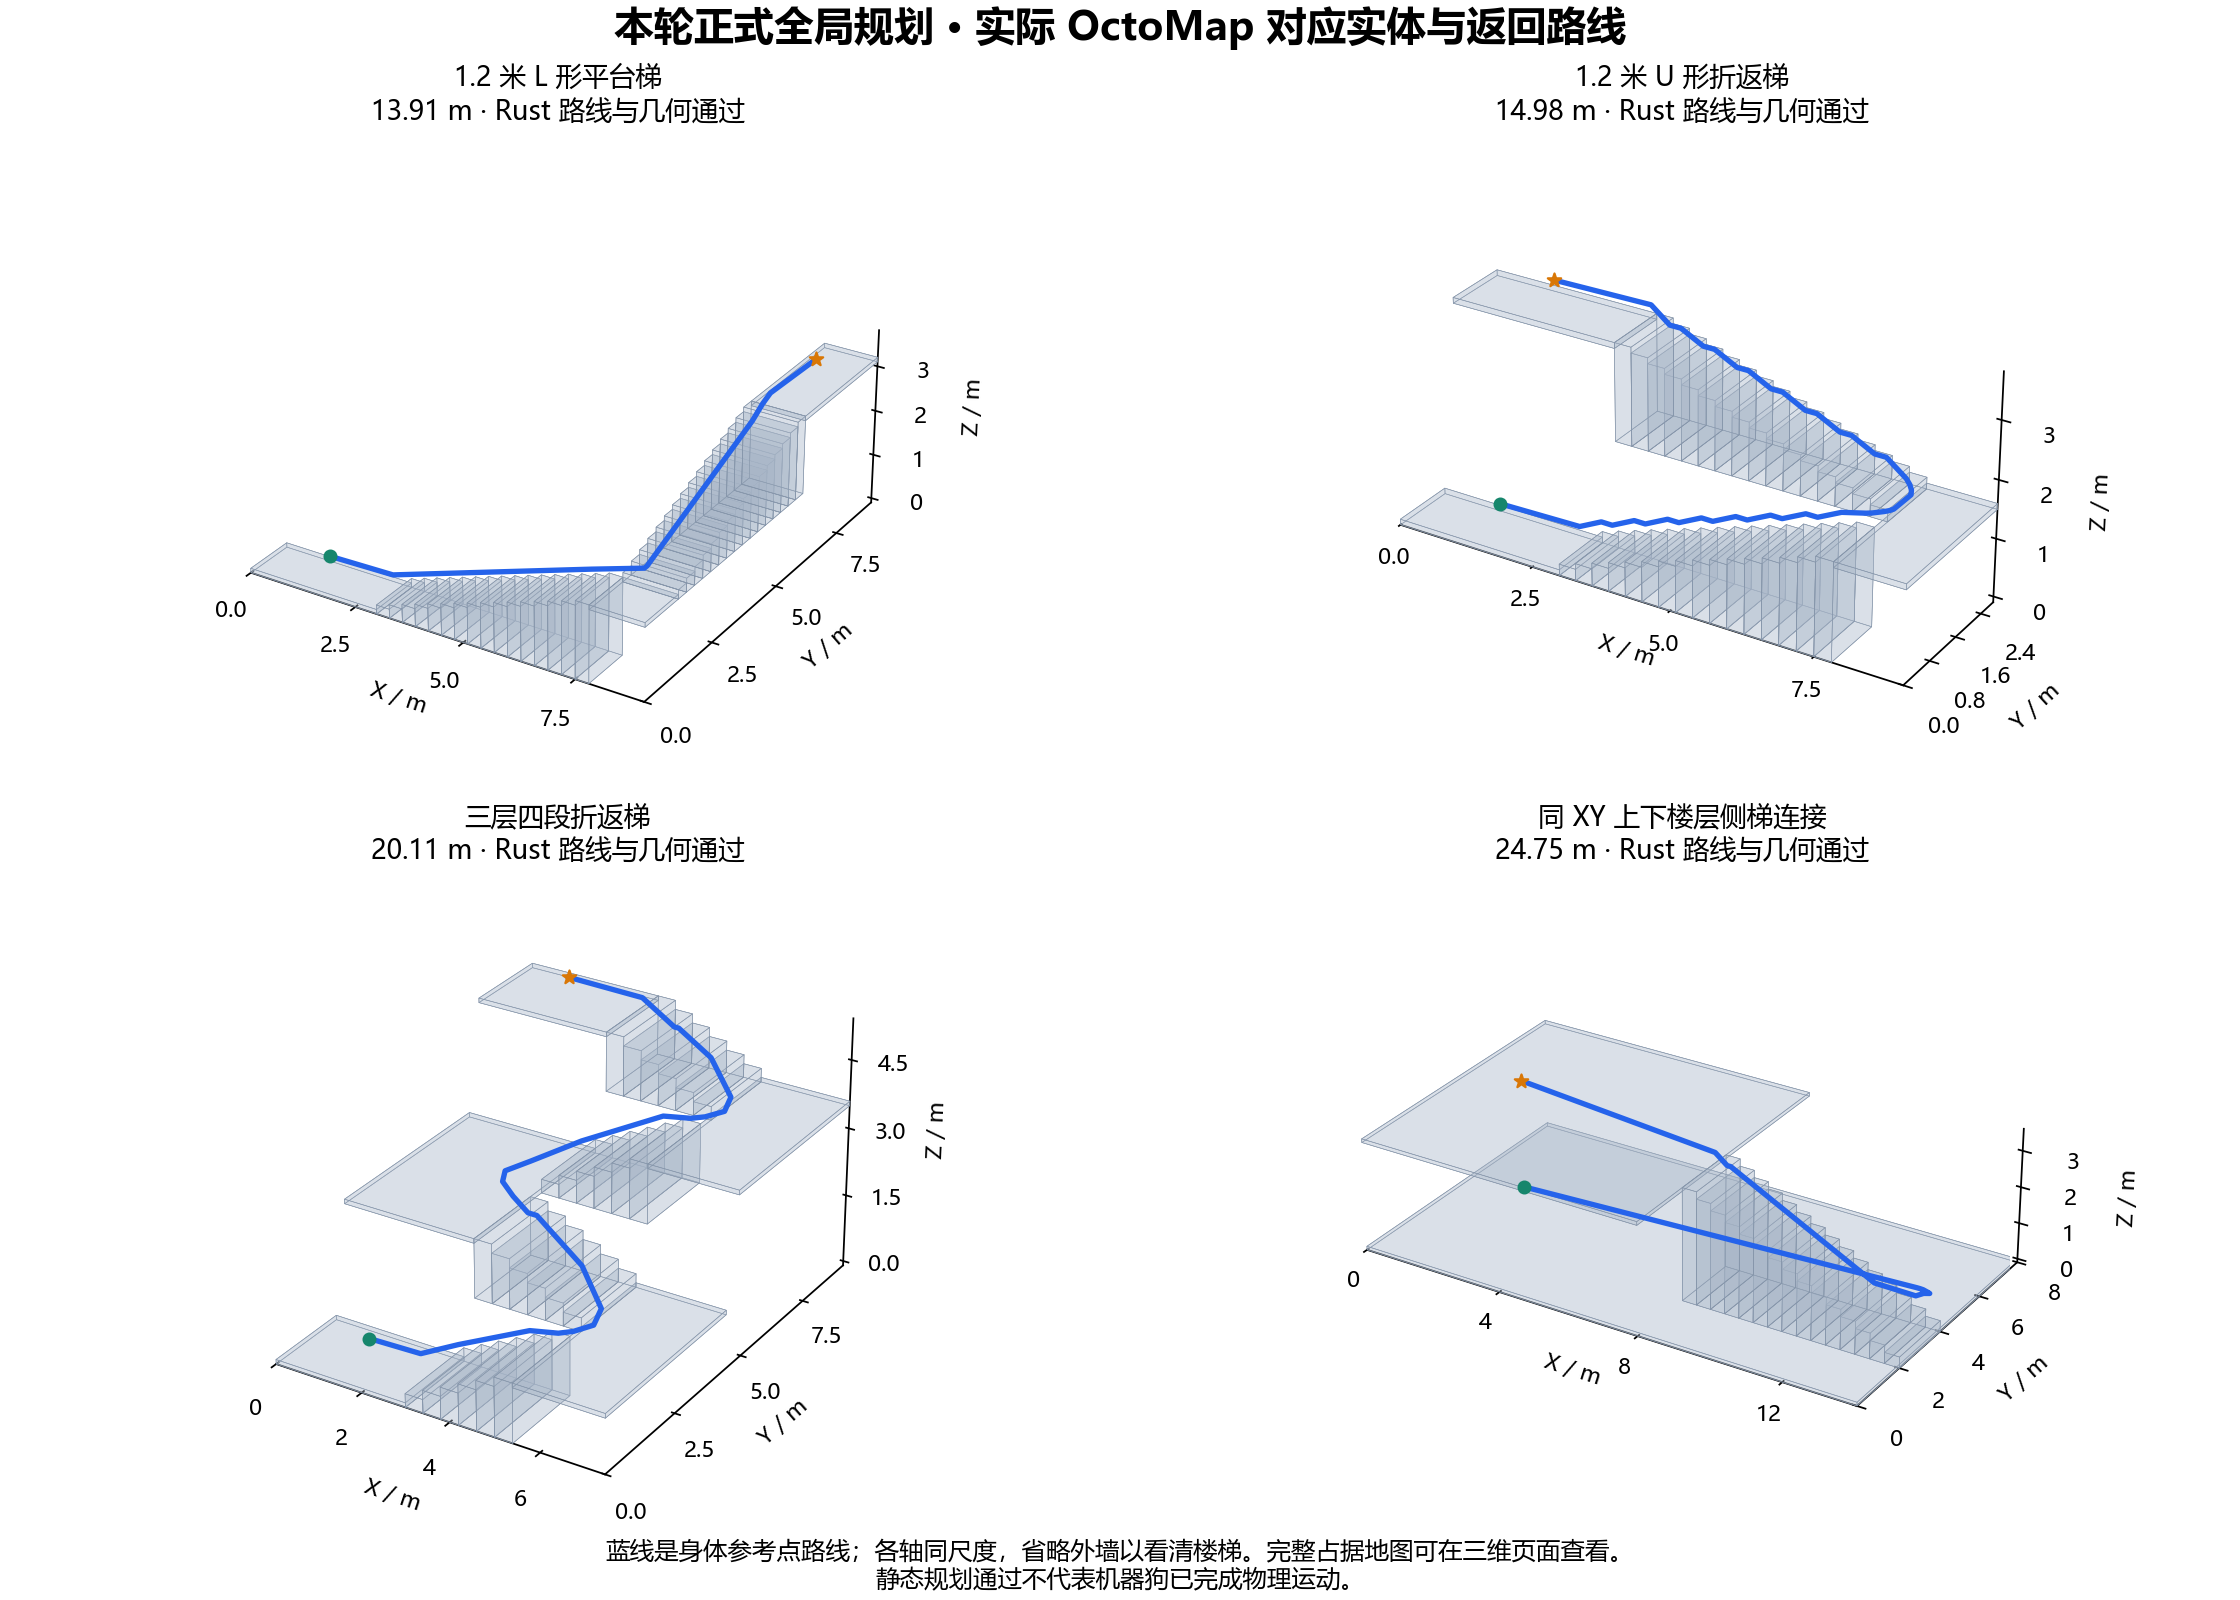 本轮正式全局规划 • 实际 OctoMap 对应实体与返回路线
1.2 米 L 形平台梯
13.91 m · Rust 路线与几何通过
3
2
1
0
Z / m
7.5
5.0
2.5
0.0
Y / m
0.0
2.5
5.0
7.5
X / m
1.2 米 U 形折返梯
14.98 m · Rust 路线与几何通过
3
2
1
0
Z / m
2.4
1.6
0.8
0.0
Y / m
0.0
2.5
5.0
7.5
X / m
三层四段折返梯
20.11 m · Rust 路线与几何通过
4.5
3.0
1.5
0.0
Z / m
7.5
5.0
2.5
0.0
Y / m
0
2
4
6
X / m
同 XY 上下楼层侧梯连接
24.75 m · Rust 路线与几何通过
3
2
1
0
Z / m
8
6
4
2
0
Y / m
0
4
8
12
X / m
蓝线是身体参考点路线；各轴同尺度，省略外墙以看清楼梯。完整占据地图可在三维页面查看。
静态规划通过不代表机器狗已完成物理运动。